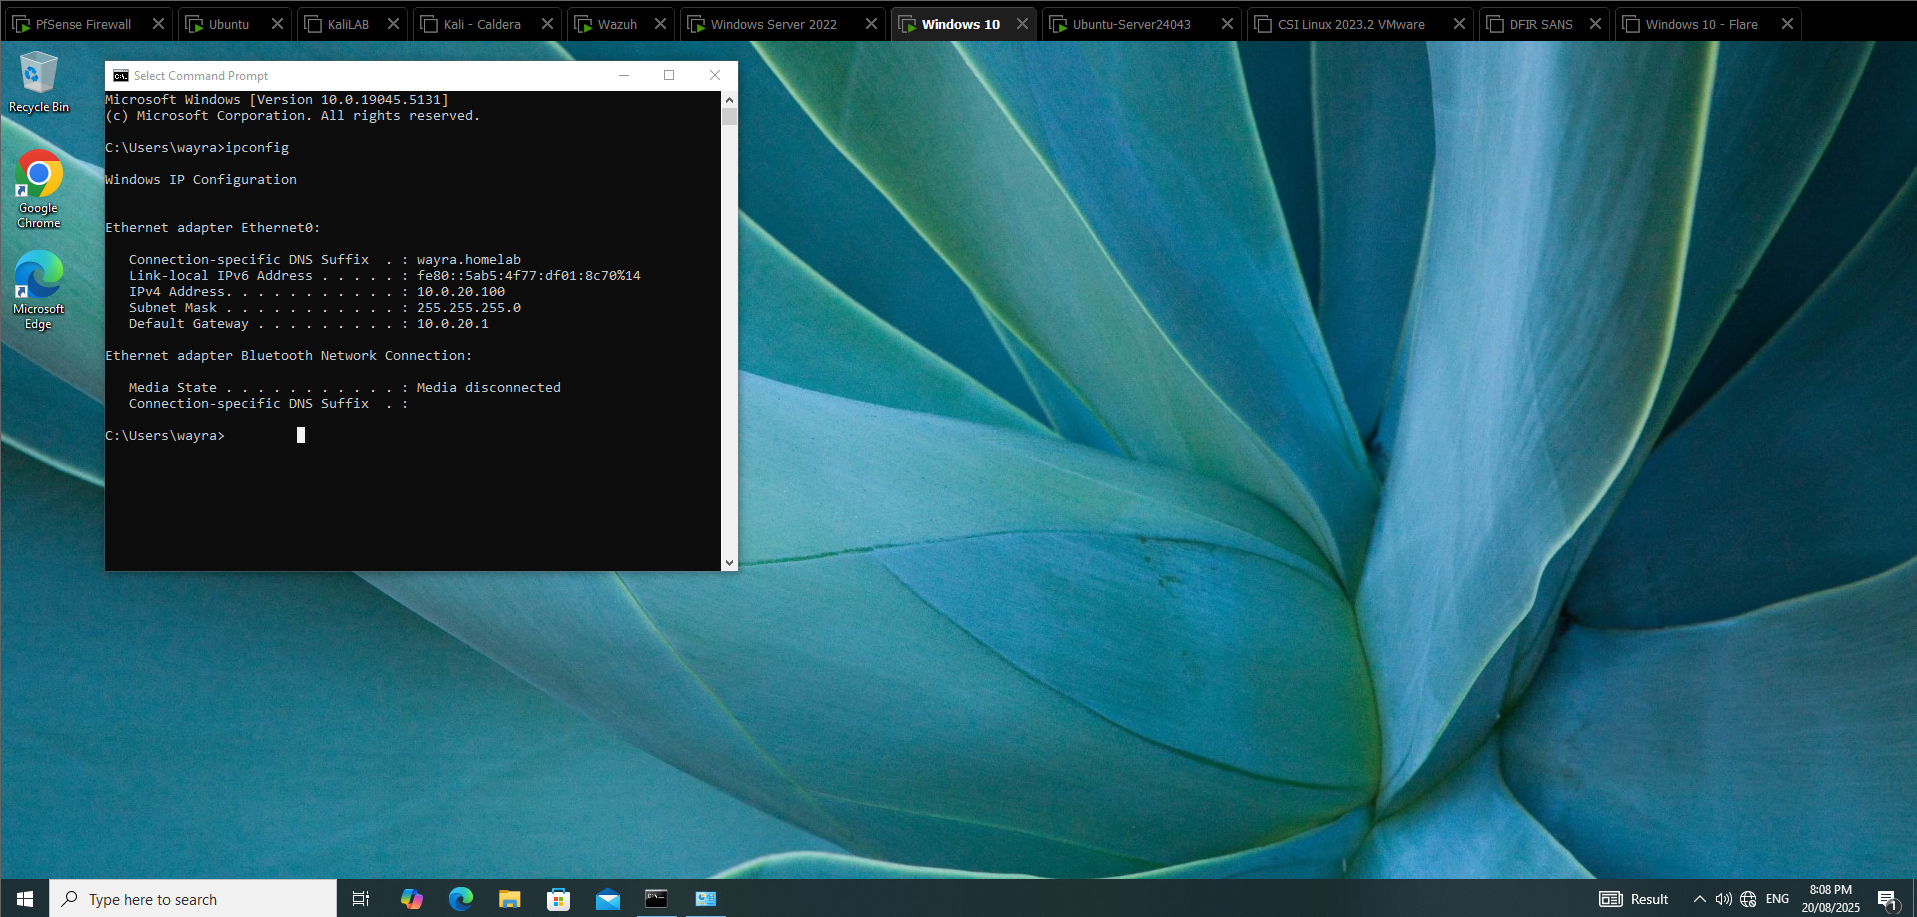 PfSense Firewall
Ubuntu
KaliLAB
Kali - Caldera
Wazuh
Windows Server 2022
Windows 10
Ubuntu-Server24043
CSI Linux 2023.2 VMware
DFIR SANS
Windows 10 - Flare
Recycle Bin
Google
Chrome
Microsoft
Edge
Select Command Prompt
Microsoft Windows [Version 10.0.19045.5131]
(c) Microsoft Corporation. All rights reserved.
C:\Users\wayra>ipconfig
Windows IP Configuration
Ethernet adapter Ethernet0:
Connection-specific DNS Suffix  . : wayra.homelab
Link-local IPv6 Address . . . . . : fe80::5ab5:4f77:df01:8c70%14
IPv4 Address. . . . . . . . . . . : 10.0.20.100
Subnet Mask . . . . . . . . . . . : 255.255.255.0
Default Gateway . . . . . . . . . : 10.0.20.1
Ethernet adapter Bluetooth Network Connection:
Media State . . . . . . . . . . . : Media disconnected
Connection-specific DNS Suffix  . :
C:\Users\wayra>
Type here to search
Result
ENG
8:08 PM
20/08/2025
1